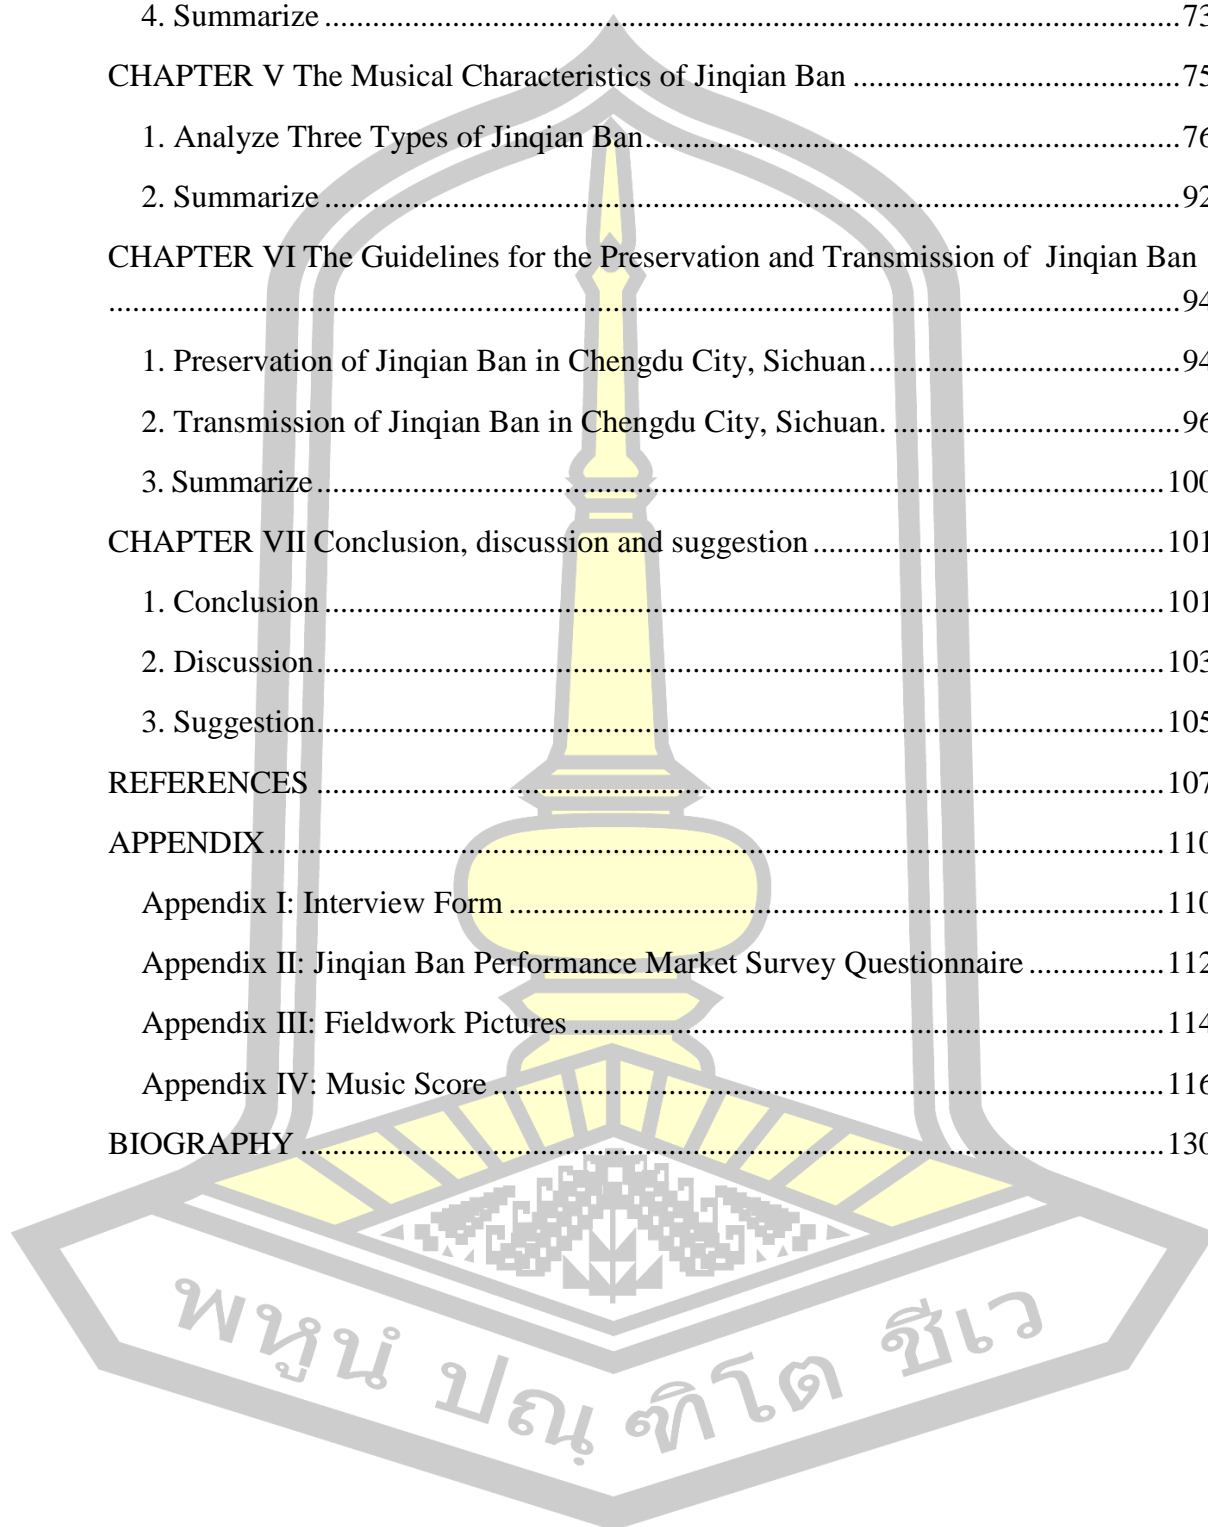 4. Summarize ........ 73
CHAPTER V The Musical Characteristics of Jinqian Ban ........ 75
1. Analyze Three Types of Jinqian Ban ........ 76
2. Summarize ........ 92
CHAPTER VI The Guidelines for the Preservation and Transmission of Jinqian Ban
........ 94
1. Preservation of Jinqian Ban in Chengdu City, Sichuan ........ 94
2. Transmission of Jinqian Ban in Chengdu City, Sichuan. ........ 96
3. Summarize ........ 100
CHAPTER VII Conclusion, discussion and suggestion ........ 101
1. Conclusion ........ 101
2. Discussion ........ 103
3. Suggestion ........ 105
REFERENCES ........ 107
APPENDIX ........ 110
Appendix I: Interview Form ........ 110
Appendix II: Jinqian Ban Performance Market Survey Questionnaire ........ 112
Appendix III: Fieldwork Pictures ........ 114
Appendix IV: Music Score ........ 116
BIOGRAPHY ........ 130
พหูนํ ปณฺฑิโต ชีเว